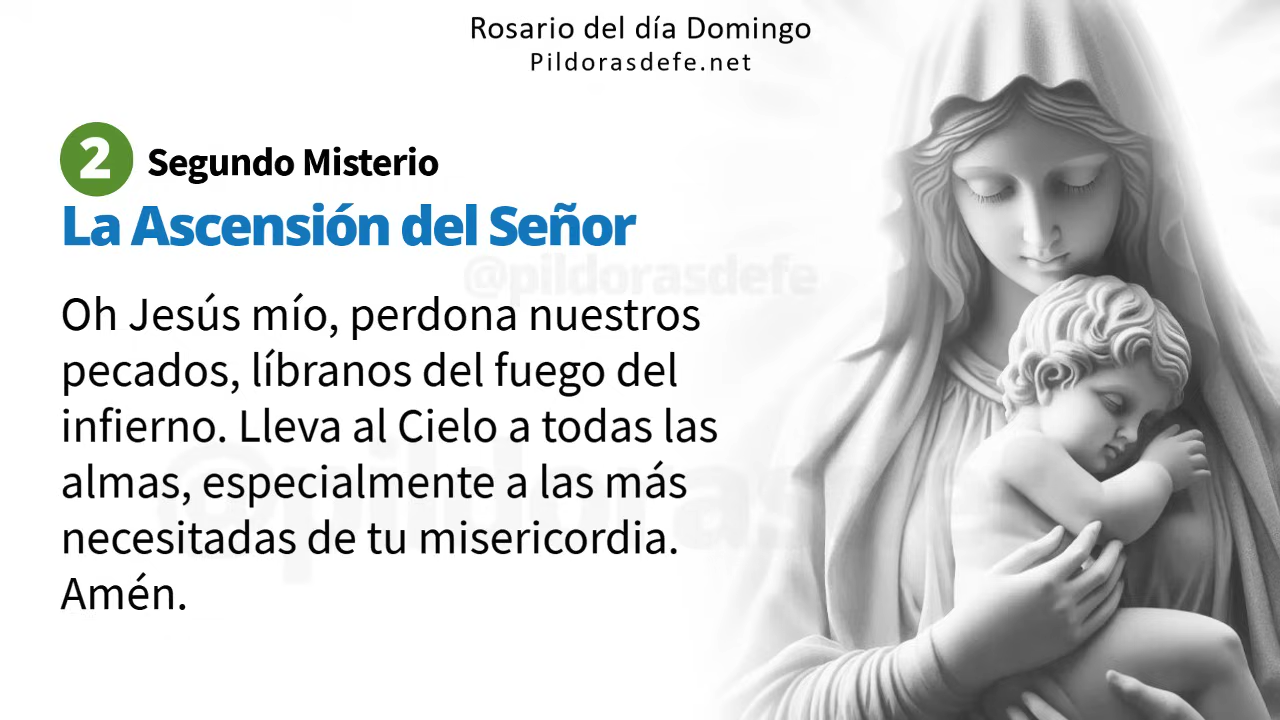 Rosario del día Domingo
Pildorasdefe.net
2 Segundo Misterio
La Ascensión del Señor
@pildorasdefe
Oh Jesús mío, perdona nuestros
pecados, líbranos del fuego del
infierno. Lleva al Cielo a todas las
almas, especialmente a las más
necesitadas de tu misericordia.
Amén.